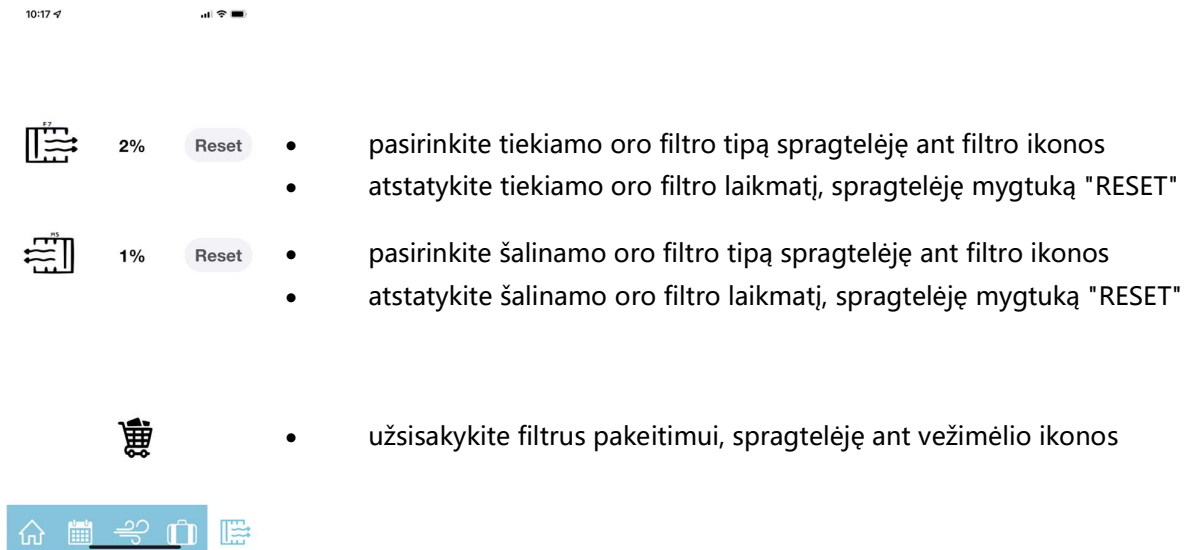 10:17
F7
2% Reset • pasirinkite tiekiamo oro filtro tipą spragtelėję ant filtro ikonos
• atstatykite tiekiamo oro filtro laikmatį, spragtelėję mygtuką "RESET"
M5
1% Reset • pasirinkite šalinamo oro filtro tipą spragtelėję ant filtro ikonos
• atstatykite šalinamo oro filtro laikmatį, spragtelėję mygtuką "RESET"
• užsisakykite filtrus pakeitimui, spragtelėję ant vežimėlio ikonos